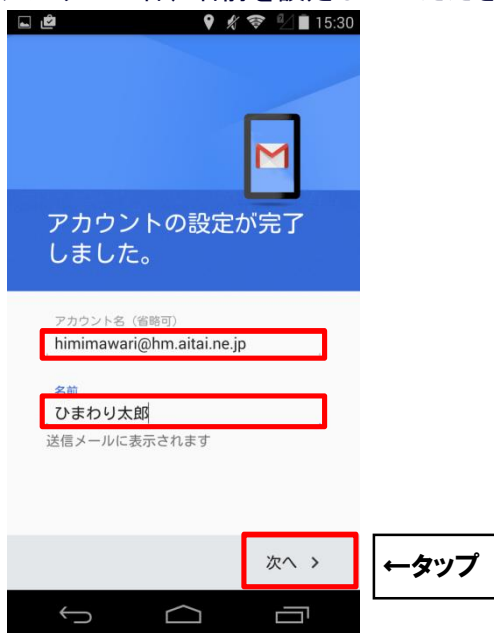 15:30
アカウントの設定が完了
しました。
アカウント名（省略可）
himimawari@hm.aitai.ne.jp
名前
ひまわり太郎
送信メールに表示されます
次へ >
←タップ